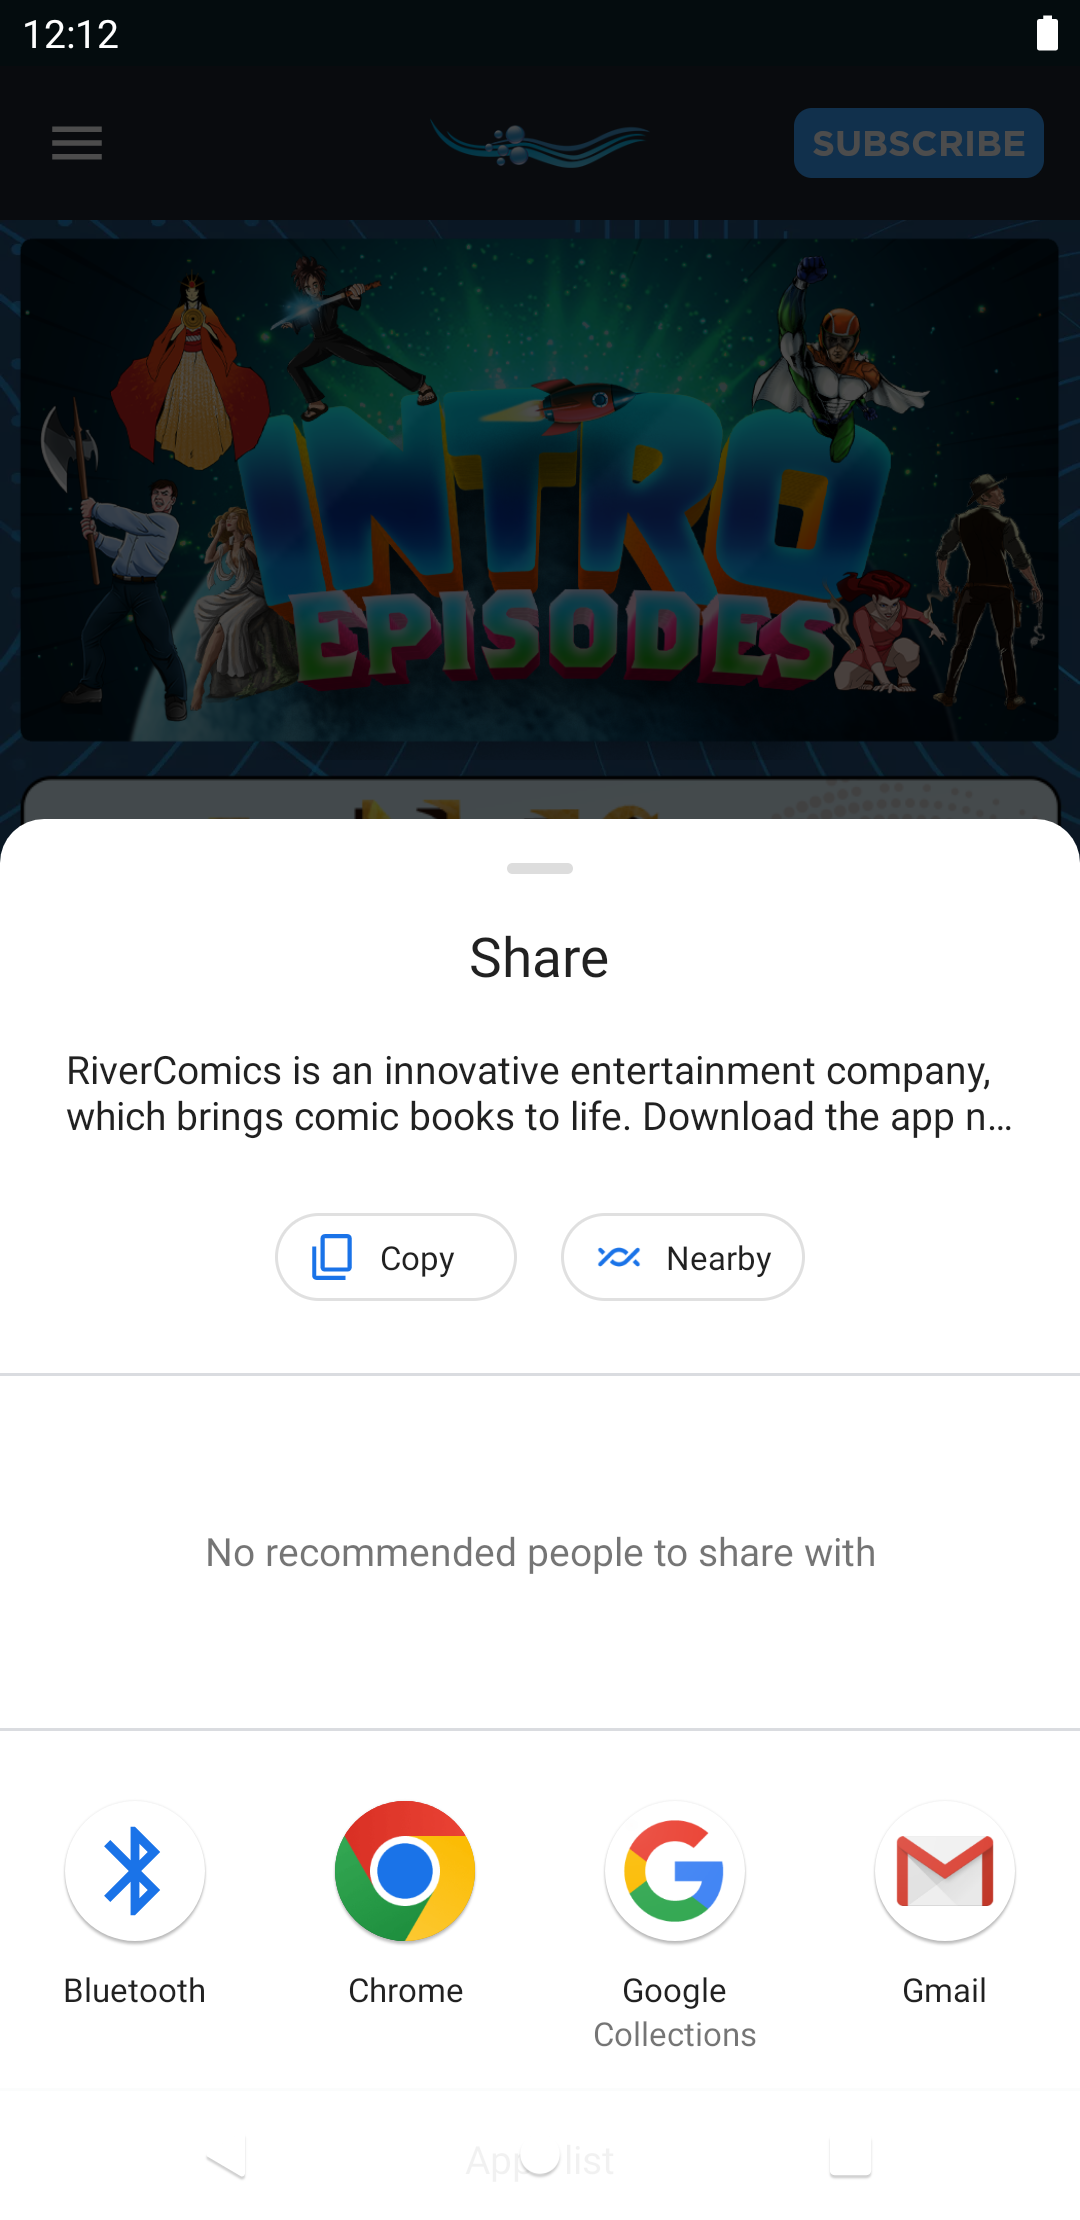 12:12
SUBSCRIBE
INTRO
EPISODES
Share
RiverComics is an innovative entertainment company,
which brings comic books to life. Download the app n…
Copy
Nearby
No recommended people to share with
Bluetooth
Chrome
Google
Collections
Gmail
list